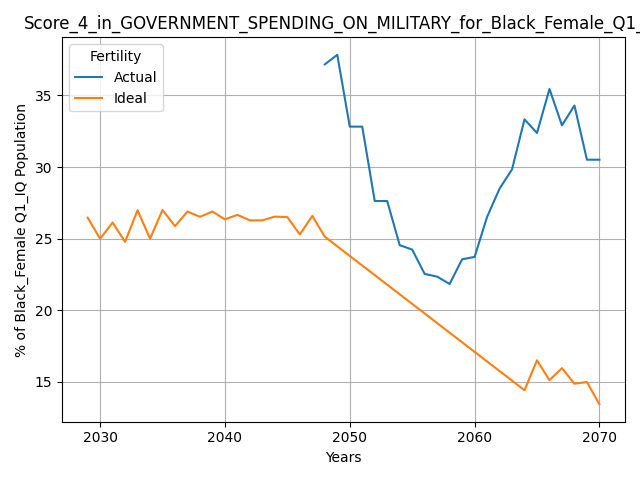 Score_4_in_GOVERNMENT_SPENDING_ON_MILITARY_for_Black_Female_Q1_
Fertility
Actual
Ideal
% of Black_Female Q1_IQ Population
35
30
25
20
15
2030 2040 2050 2060 2070
Years